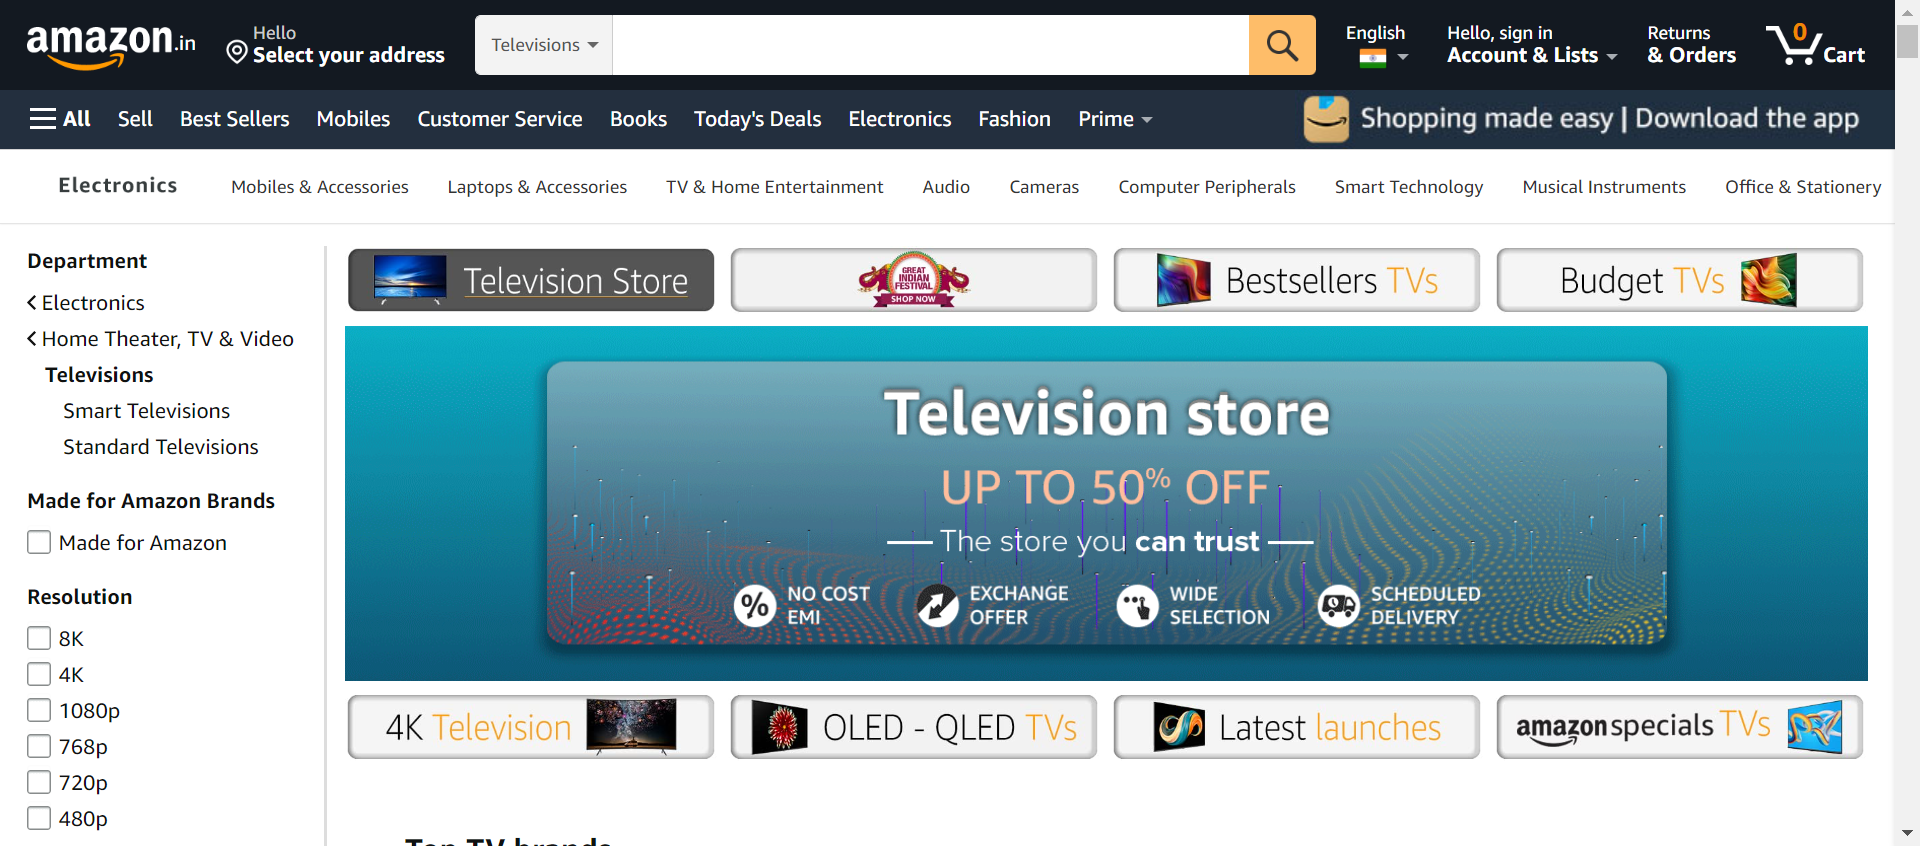 amazon.in
Hello
Select your address
Televisions
English
Hello, sign in
Account & Lists
Returns
& Orders
0
Cart
All
Sell
Best Sellers
Mobiles
Customer Service
Books
Today's Deals
Electronics
Fashion
Prime
Shopping made easy | Download the app
Electronics
Mobiles & Accessories
Laptops & Accessories
TV & Home Entertainment
Audio
Cameras
Computer Peripherals
Smart Technology
Musical Instruments
Office & Stationery
Department
Electronics
Home Theater, TV & Video
Televisions
Smart Televisions
Standard Televisions
Made for Amazon Brands
Made for Amazon
Resolution
8K
4K
1080p
768p
720p
480p
Television Store
GREAT
INDIAN
FESTIVAL
SHOP NOW
Bestsellers TVs
Budget TVs
Television store
UP TO 50% OFF
The store you can trust
NO COST
EMI
EXCHANGE
OFFER
WIDE
SELECTION
SCHEDULED
DELIVERY
4K Television
OLED - QLED TVs
Latest launches
amazonspecials TVs
Top TV brands